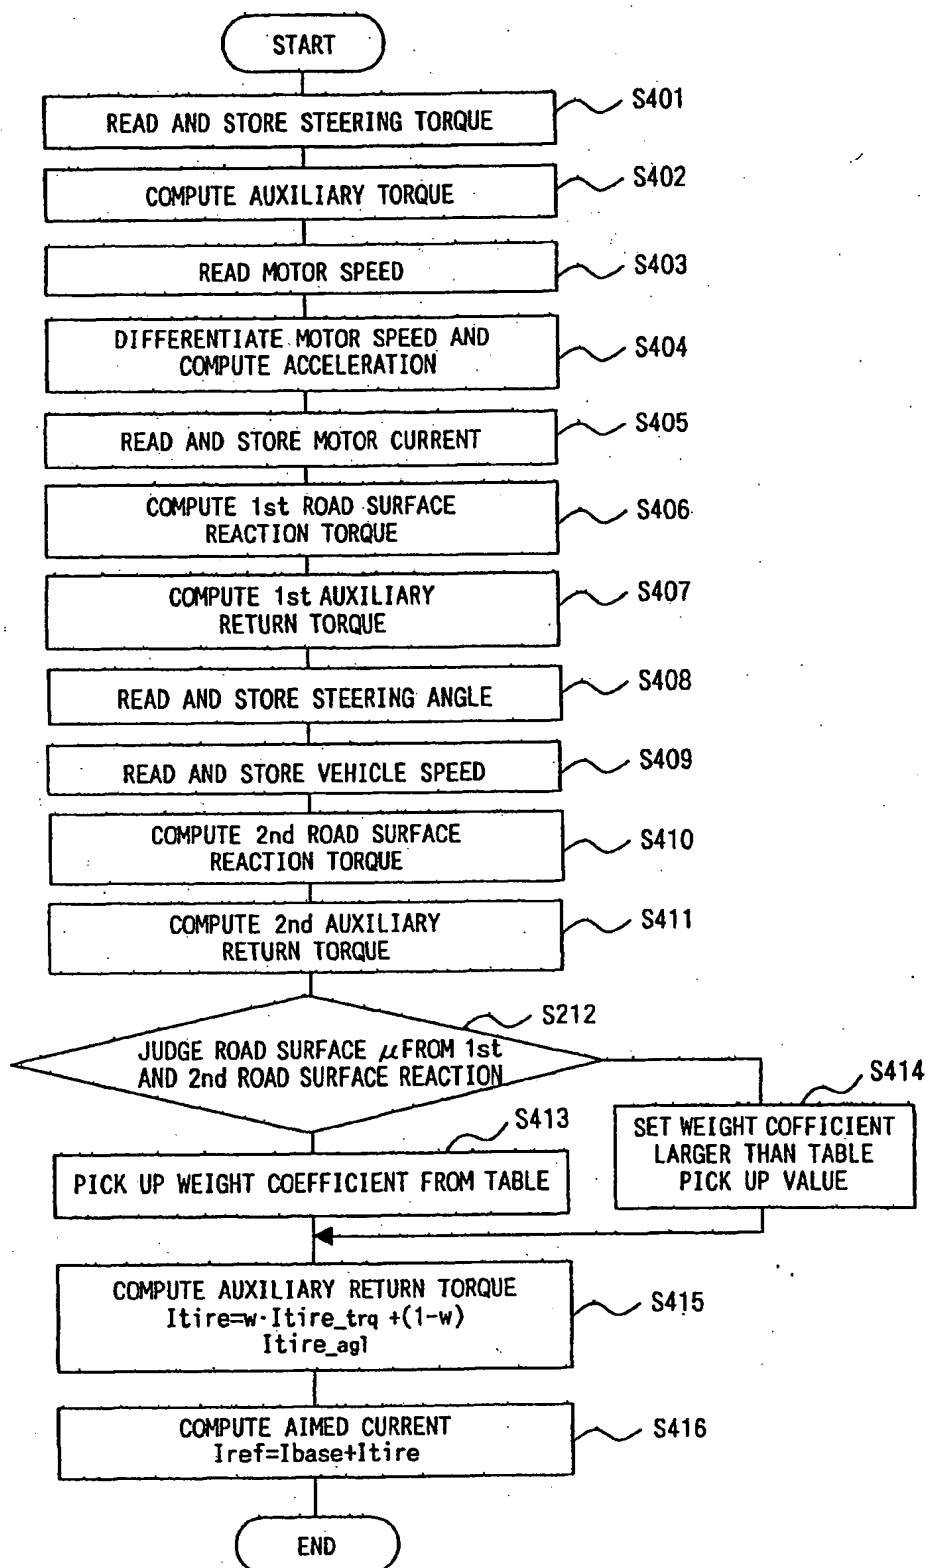 START
READ AND STORE STEERING TORQUE
S401
COMPUTE AUXILIARY TORQUE
S402
READ MOTOR SPEED
S403
DIFFERENTIATE MOTOR SPEED AND
COMPUTE ACCELERATION
S404
READ AND STORE MOTOR CURRENT
S405
COMPUTE 1st ROAD SURFACE
REACTION TORQUE
S406
COMPUTE 1st AUXILIARY
RETURN TORQUE
S407
READ AND STORE STEERING ANGLE
S408
READ AND STORE VEHICLE SPEED
S409
COMPUTE 2nd ROAD SURFACE
REACTION TORQUE
S410
COMPUTE 2nd AUXILIARY
RETURN TORQUE
S411
S212
JUDGE ROAD SURFACE μ FROM 1st
AND 2nd ROAD SURFACE REACTION
S413
PICK UP WEIGHT COEFFICIENT FROM TABLE
S414
SET WEIGHT COFFICIENT
LARGER THAN TABLE
PICK UP VALUE
COMPUTE AUXILIARY RETURN TORQUE
Itire=w·Itire_trq +(1-w)
Itire_agl
S415
COMPUTE AIMED CURRENT
Iref=Ibase+Itire
S416
END